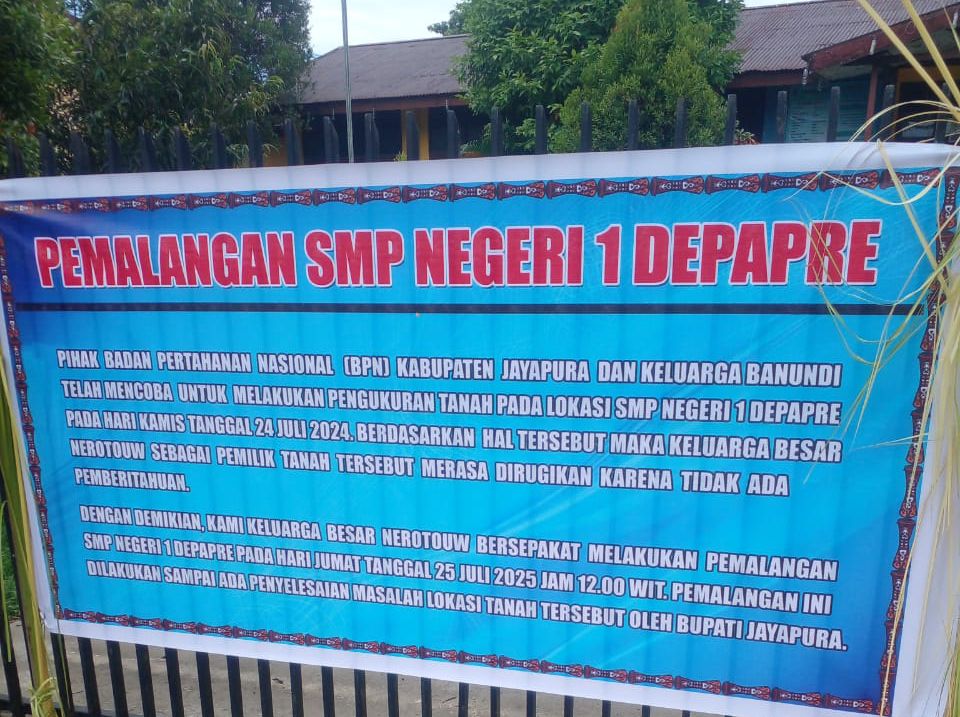 PEMALANGAN SMP NEGERI 1 DEPAPRE
PIHAK BADAN PERTAHANAN NASIONAL (BPN) KABUPATEN JAYAPURA DAN KELUARGA BANUNDI
TELAH MENCOBA UNTUK MELAKUKAN PENGUKURAN TANAH PADA LOKASI SMP NEGERI 1 DEPAPRE
PADA HARI KAMIS TANGGAL 24 JULI 2024. BERDASARKAN HAL TERSEBUT MAKA KELUARGA BESAR
NEROTOUW SEBAGAI PEMILIK TANAH TERSEBUT MERASA DIRUGIKAN KARENA TIDAK ADA
PEMBERITAHUAN.
DENGAN DEMIKIAN, KAMI KELUARGA BESAR NEROTOUW BERSEPAKAT MELAKUKAN PEMALANGAN
SMP NEGERI 1 DEPAPRE PADA HARI JUMAT TANGGAL 25 JULI 2025 JAM 12.00 WIT. PEMALANGAN INI
DILAKUKAN SAMPAI ADA PENYELESAIAN MASALAH LOKASI TANAH TERSEBUT OLEH BUPATI JAYAPURA.